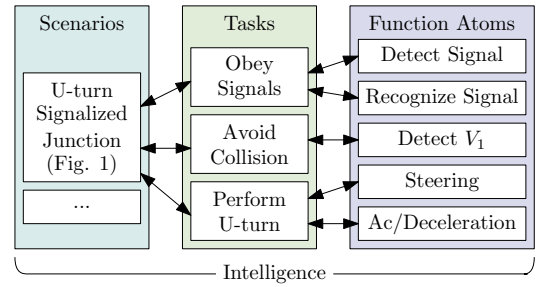 Scenarios
U-turn
Signalized
Junction
(Fig. 1)
...
Tasks
Obey
Signals
Avoid
Collision
Perform
U-turn
Function Atoms
Detect Signal
Recognize Signal
Detect V₁
Steering
Ac/Deceleration
Intelligence